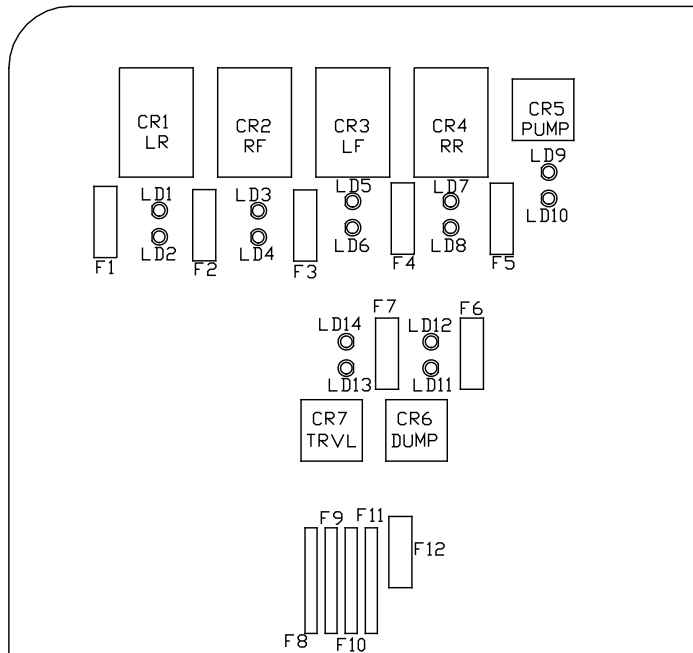 CR1
LR
CR2
RF
CR3
LF
CR4
RR
CR5
PUMP
LD9
LD10
LD1
LD2
LD3
LD4
LD5
LD6
LD7
LD8
F1
F2
F3
F4
F5
LD14
LD13
F7
LD12
LD11
F6
CR7
TRVL
CR6
DUMP
F9
F11
F12
F8
F10